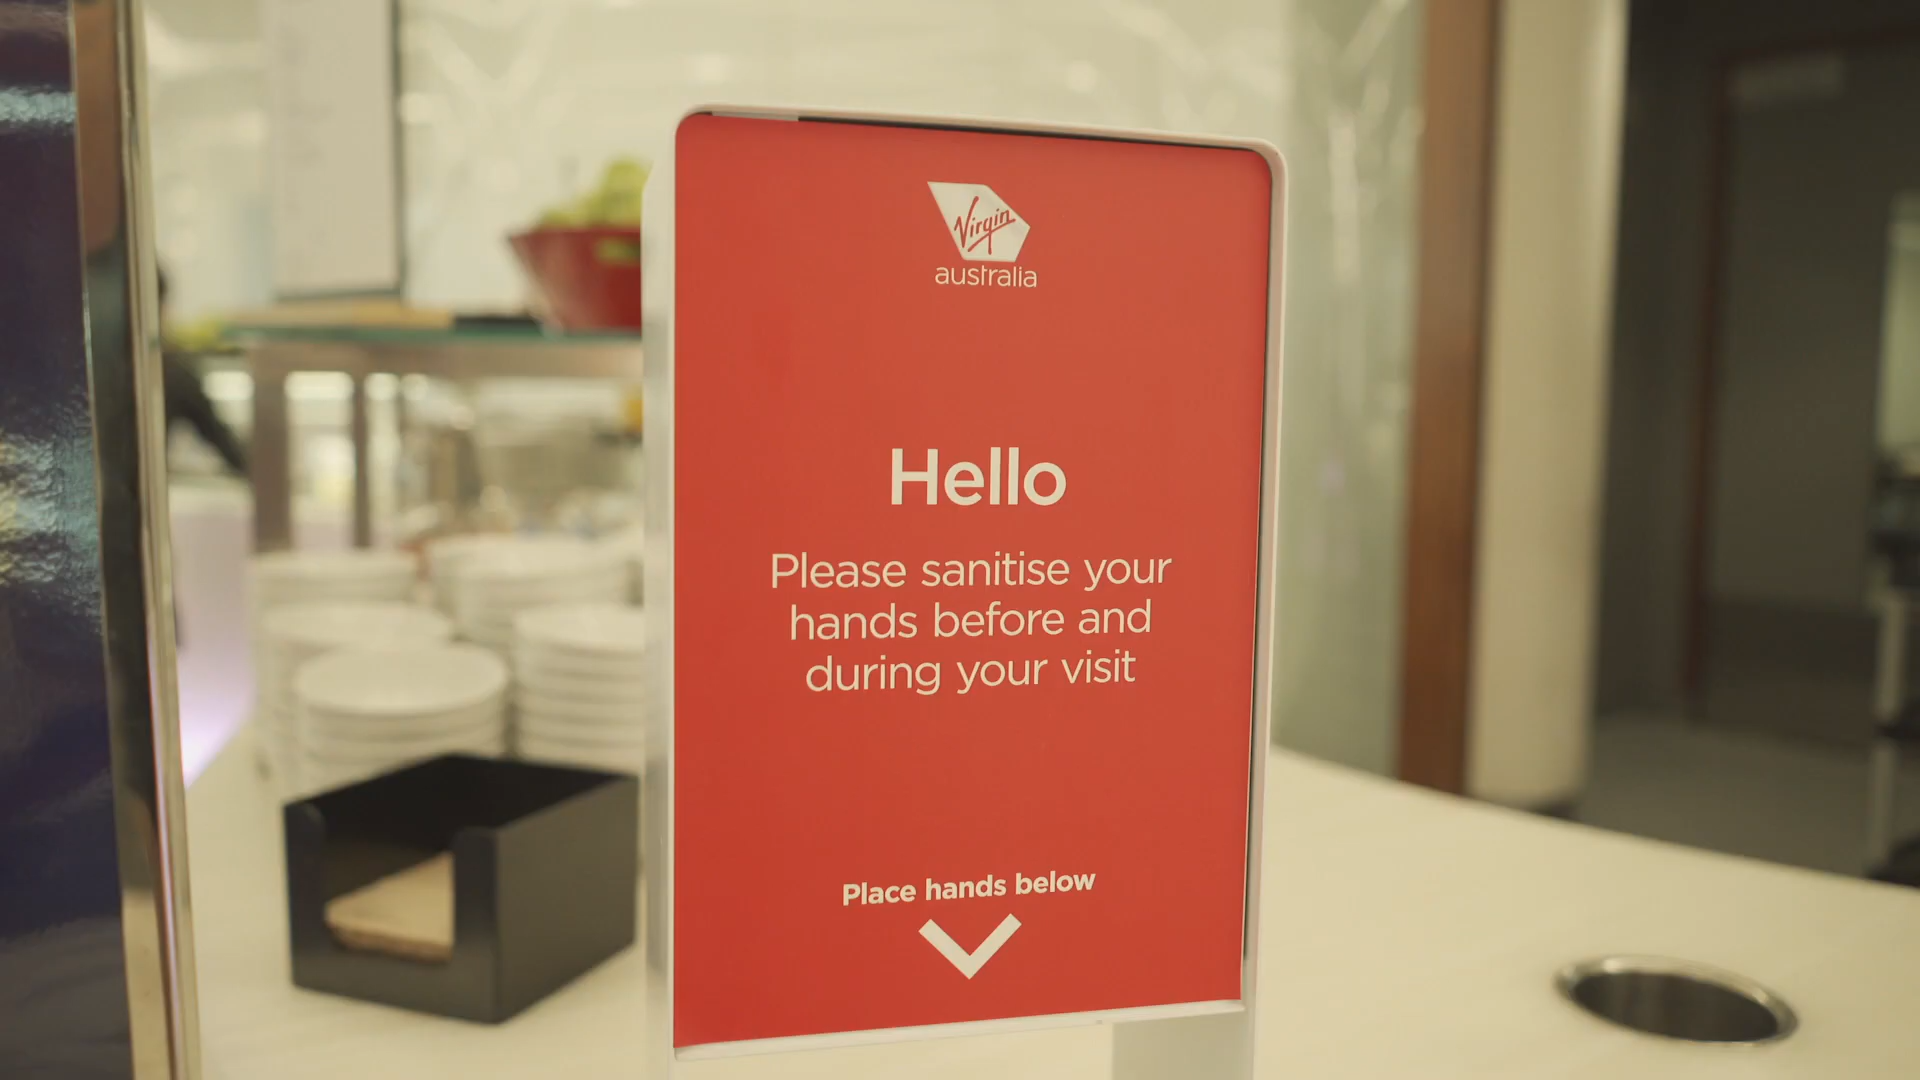 Virgin
australia
Hello
Please sanitise your
hands before and
during your visit
Place hands below